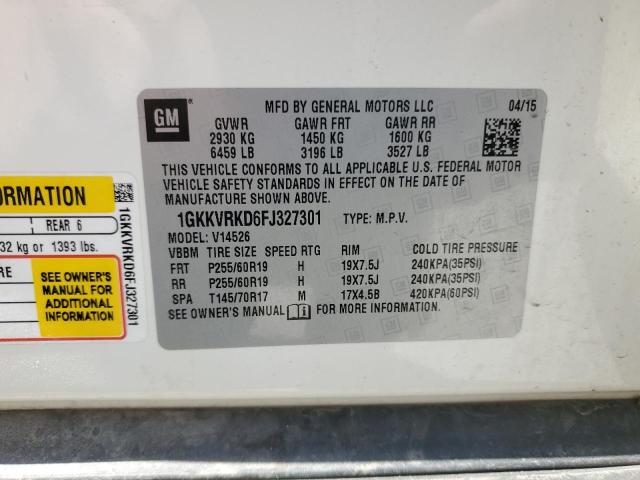 GM ®
MFD BY GENERAL MOTORS LLC 04/15
GVWR GAWR FRT GAWR RR
2930 KG 1450 KG 1600 KG
6459 LB 3196 LB 3527 LB
THIS VEHICLE CONFORMS TO ALL APPLICABLE U.S. FEDERAL MOTOR
VEHICLE SAFETY STANDARDS IN EFFECT ON THE DATE OF
MANUFACTURE SHOWN ABOVE.
1GKKVRKD6FJ327301 TYPE: M.P.V.
MODEL: V14526
VBBM TIRE SIZE SPEED RTG RIM COLD TIRE PRESSURE
FRT P255/60R19 H 19X7.5J 240KPA(35PSI)
RR P255/60R19 H 19X7.5J 240KPA(35PSI)
SPA T145/70R17 M 17X4.5B 420KPA(60PSI)
SEE OWNER'S MANUAL FOR MORE INFORMATION.
REAR 6
kg or 1393 lbs.
SEE OWNER'S
MANUAL FOR
ADDITIONAL
INFORMATION
1GKKVRKD6FJ327301